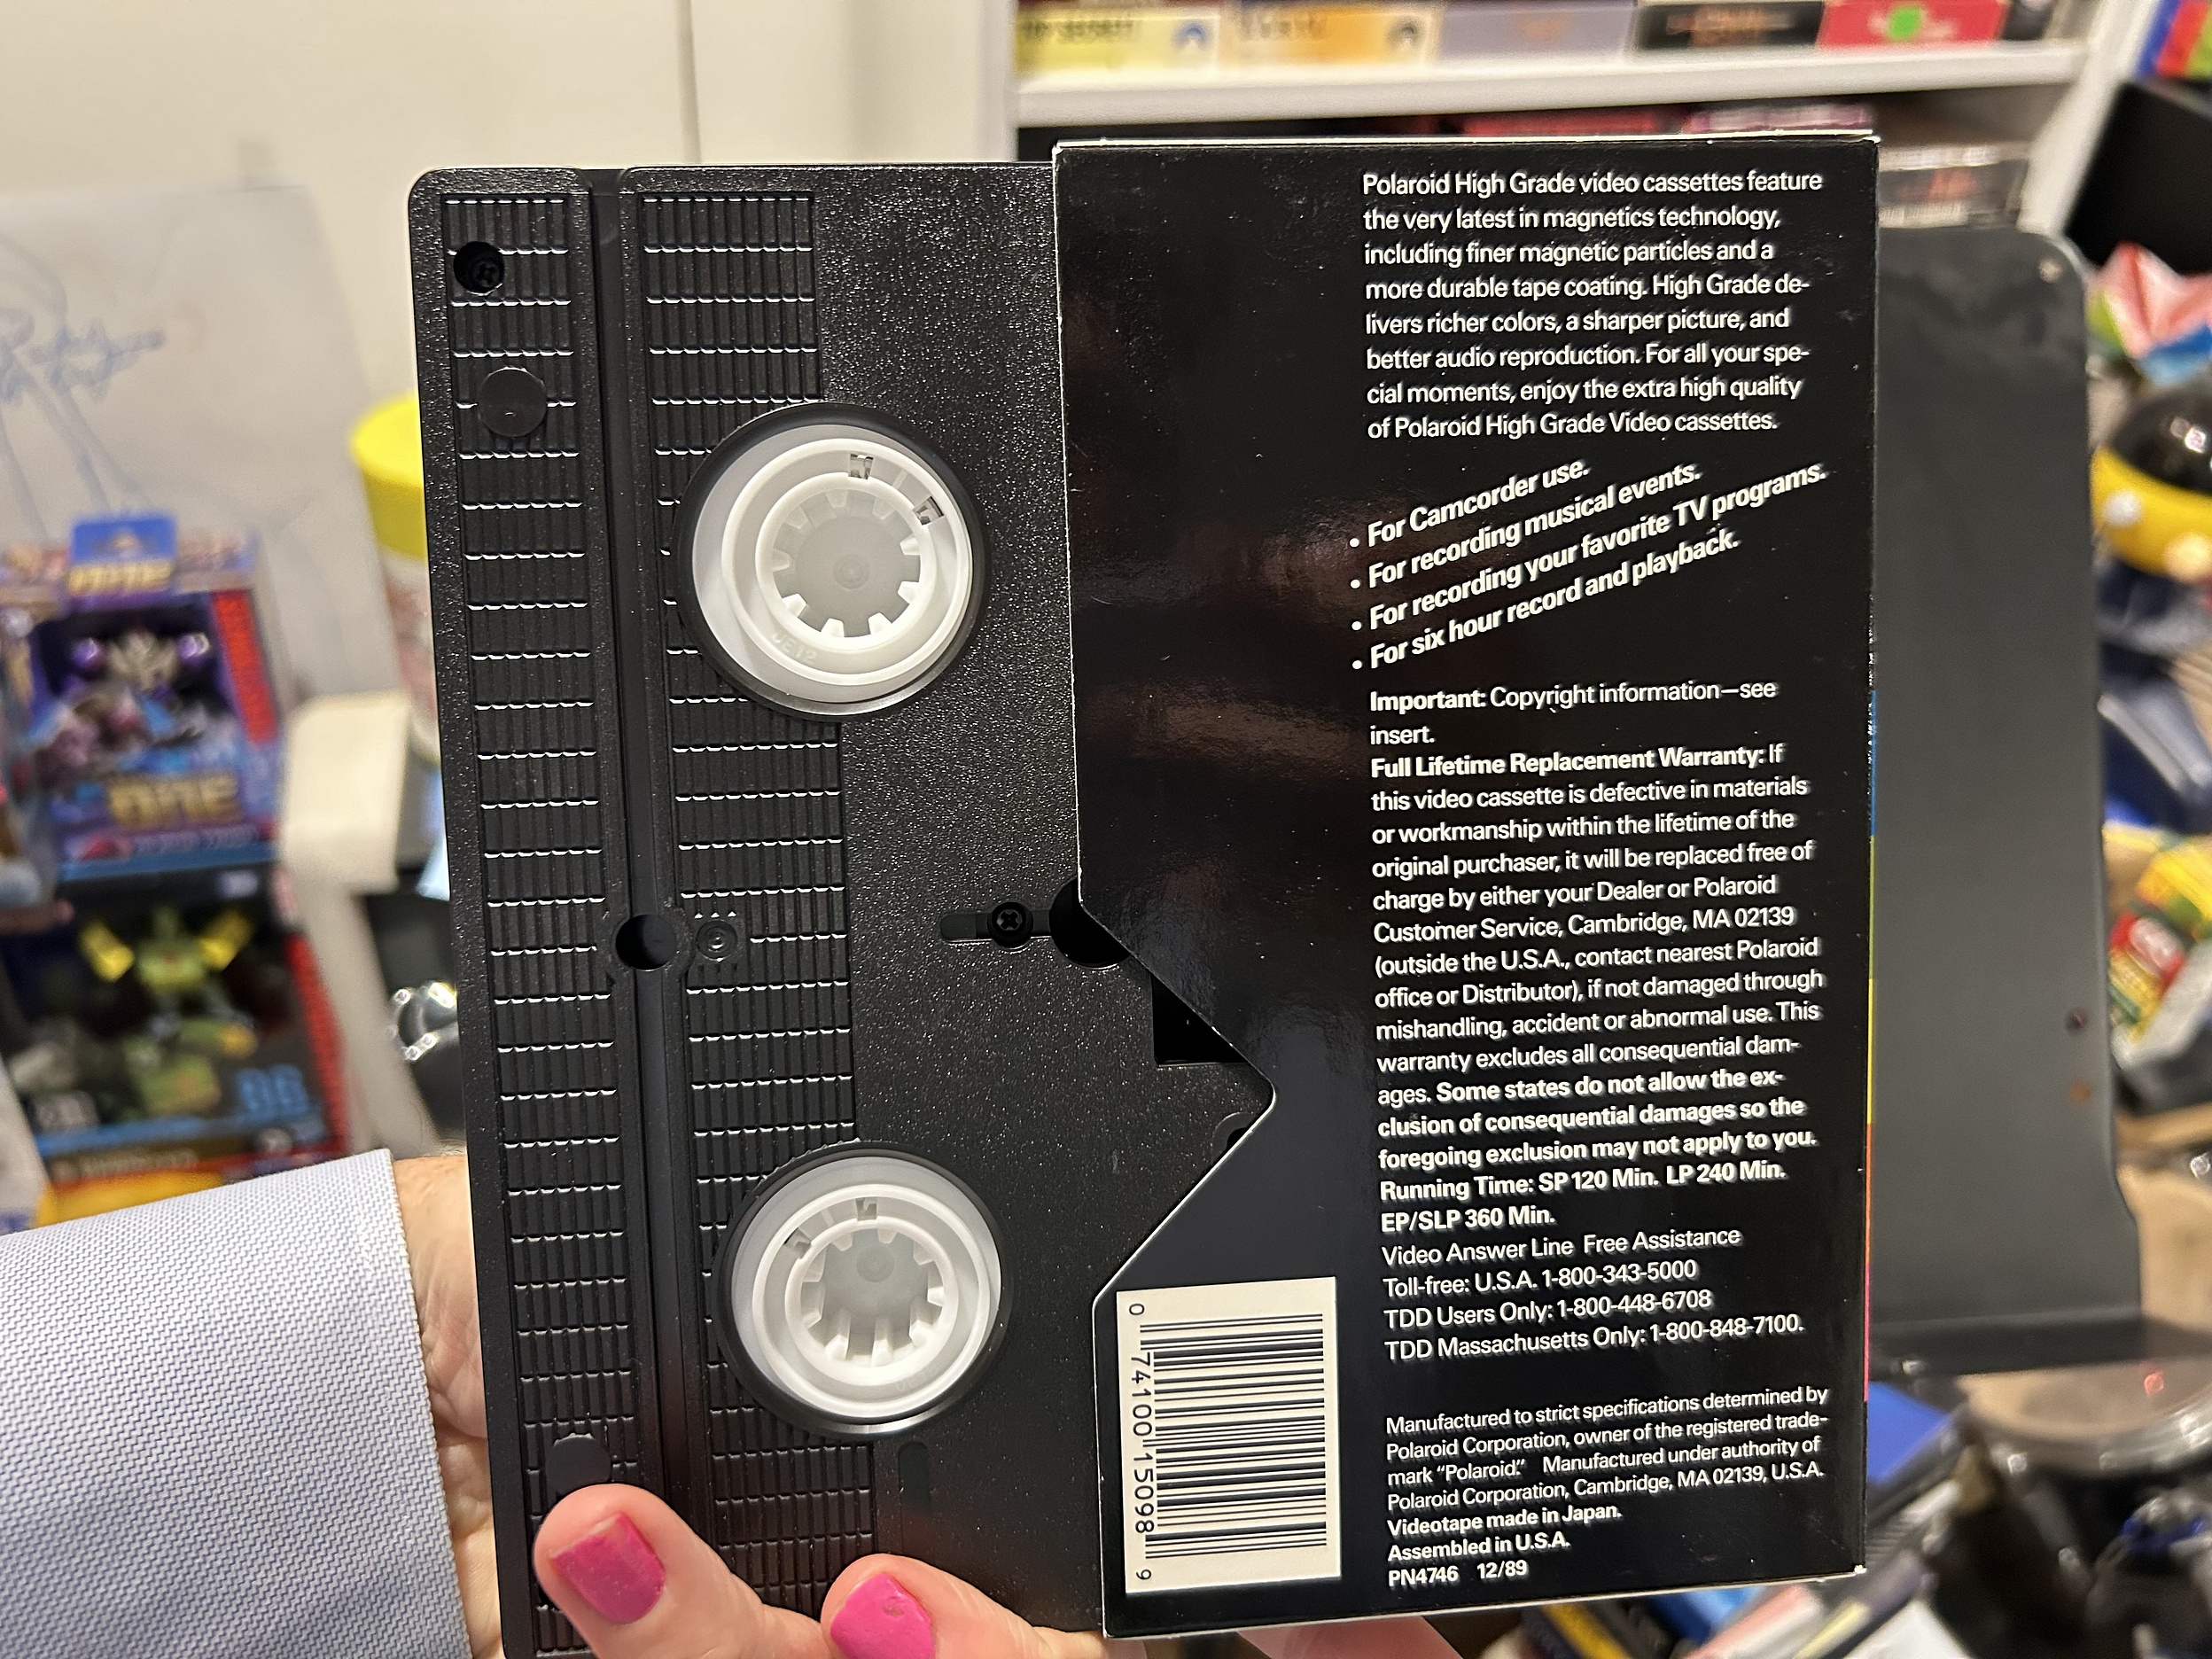 TOP SECRET!
Polaroid High Grade video cassettes feature
the very latest in magnetics technology,
including finer magnetic particles and a
more durable tape coating. High Grade de-
livers richer colors, a sharper picture, and
better audio reproduction. For all your spe-
cial moments, enjoy the extra high quality
of Polaroid High Grade Video cassettes.
• For Camcorder use.
• For recording musical events.
• For recording your favorite TV programs.
• For six hour record and playback.
Important: Copyright information—see
insert.
Full Lifetime Replacement Warranty: If
this video cassette is defective in materials
or workmanship within the lifetime of the
original purchaser, it will be replaced free of
charge by either your Dealer or Polaroid
Customer Service, Cambridge, MA 02139
(outside the U.S.A., contact nearest Polaroid
office or Distributor), if not damaged through
mishandling, accident or abnormal use. This
warranty excludes all consequential dam-
ages. Some states do not allow the ex-
clusion of consequential damages so the
foregoing exclusion may not apply to you.
Running Time: SP 120 Min. LP 240 Min.
EP/SLP 360 Min.
Video Answer Line Free Assistance
Toll-free: U.S.A. 1-800-343-5000
TDD Users Only: 1-800-448-6708
TDD Massachusetts Only: 1-800-848-7100.
Manufactured to strict specifications determined by
Polaroid Corporation, owner of the registered trade-
mark "Polaroid." Manufactured under authority of
Polaroid Corporation, Cambridge, MA 02139, U.S.A.
Videotape made in Japan.
Assembled in U.S.A.
PN4746 12/89
0 74100 15098 9
ONE
ONE
86